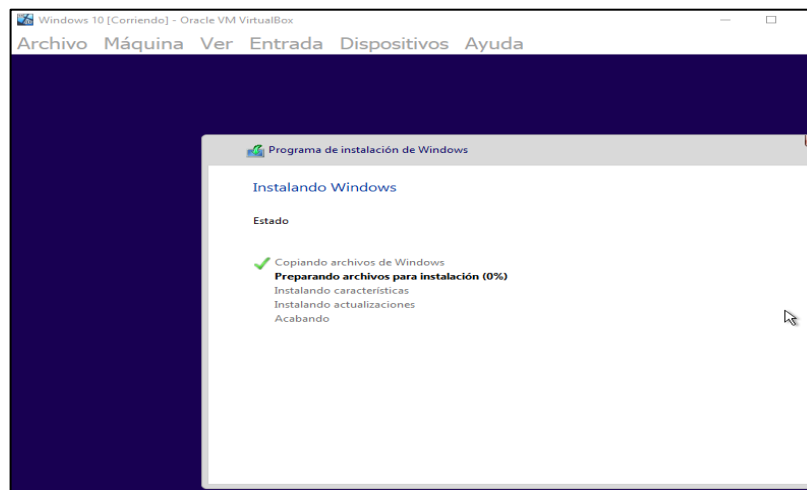 Windows 10 [Corriendo] - Oracle VM VirtualBox
Archivo Máquina Ver Entrada Dispositivos Ayuda
Programa de instalación de Windows
Instalando Windows
Estado
Copiando archivos de Windows
Preparando archivos para instalación (0%)
Instalando características
Instalando actualizaciones
Acabando